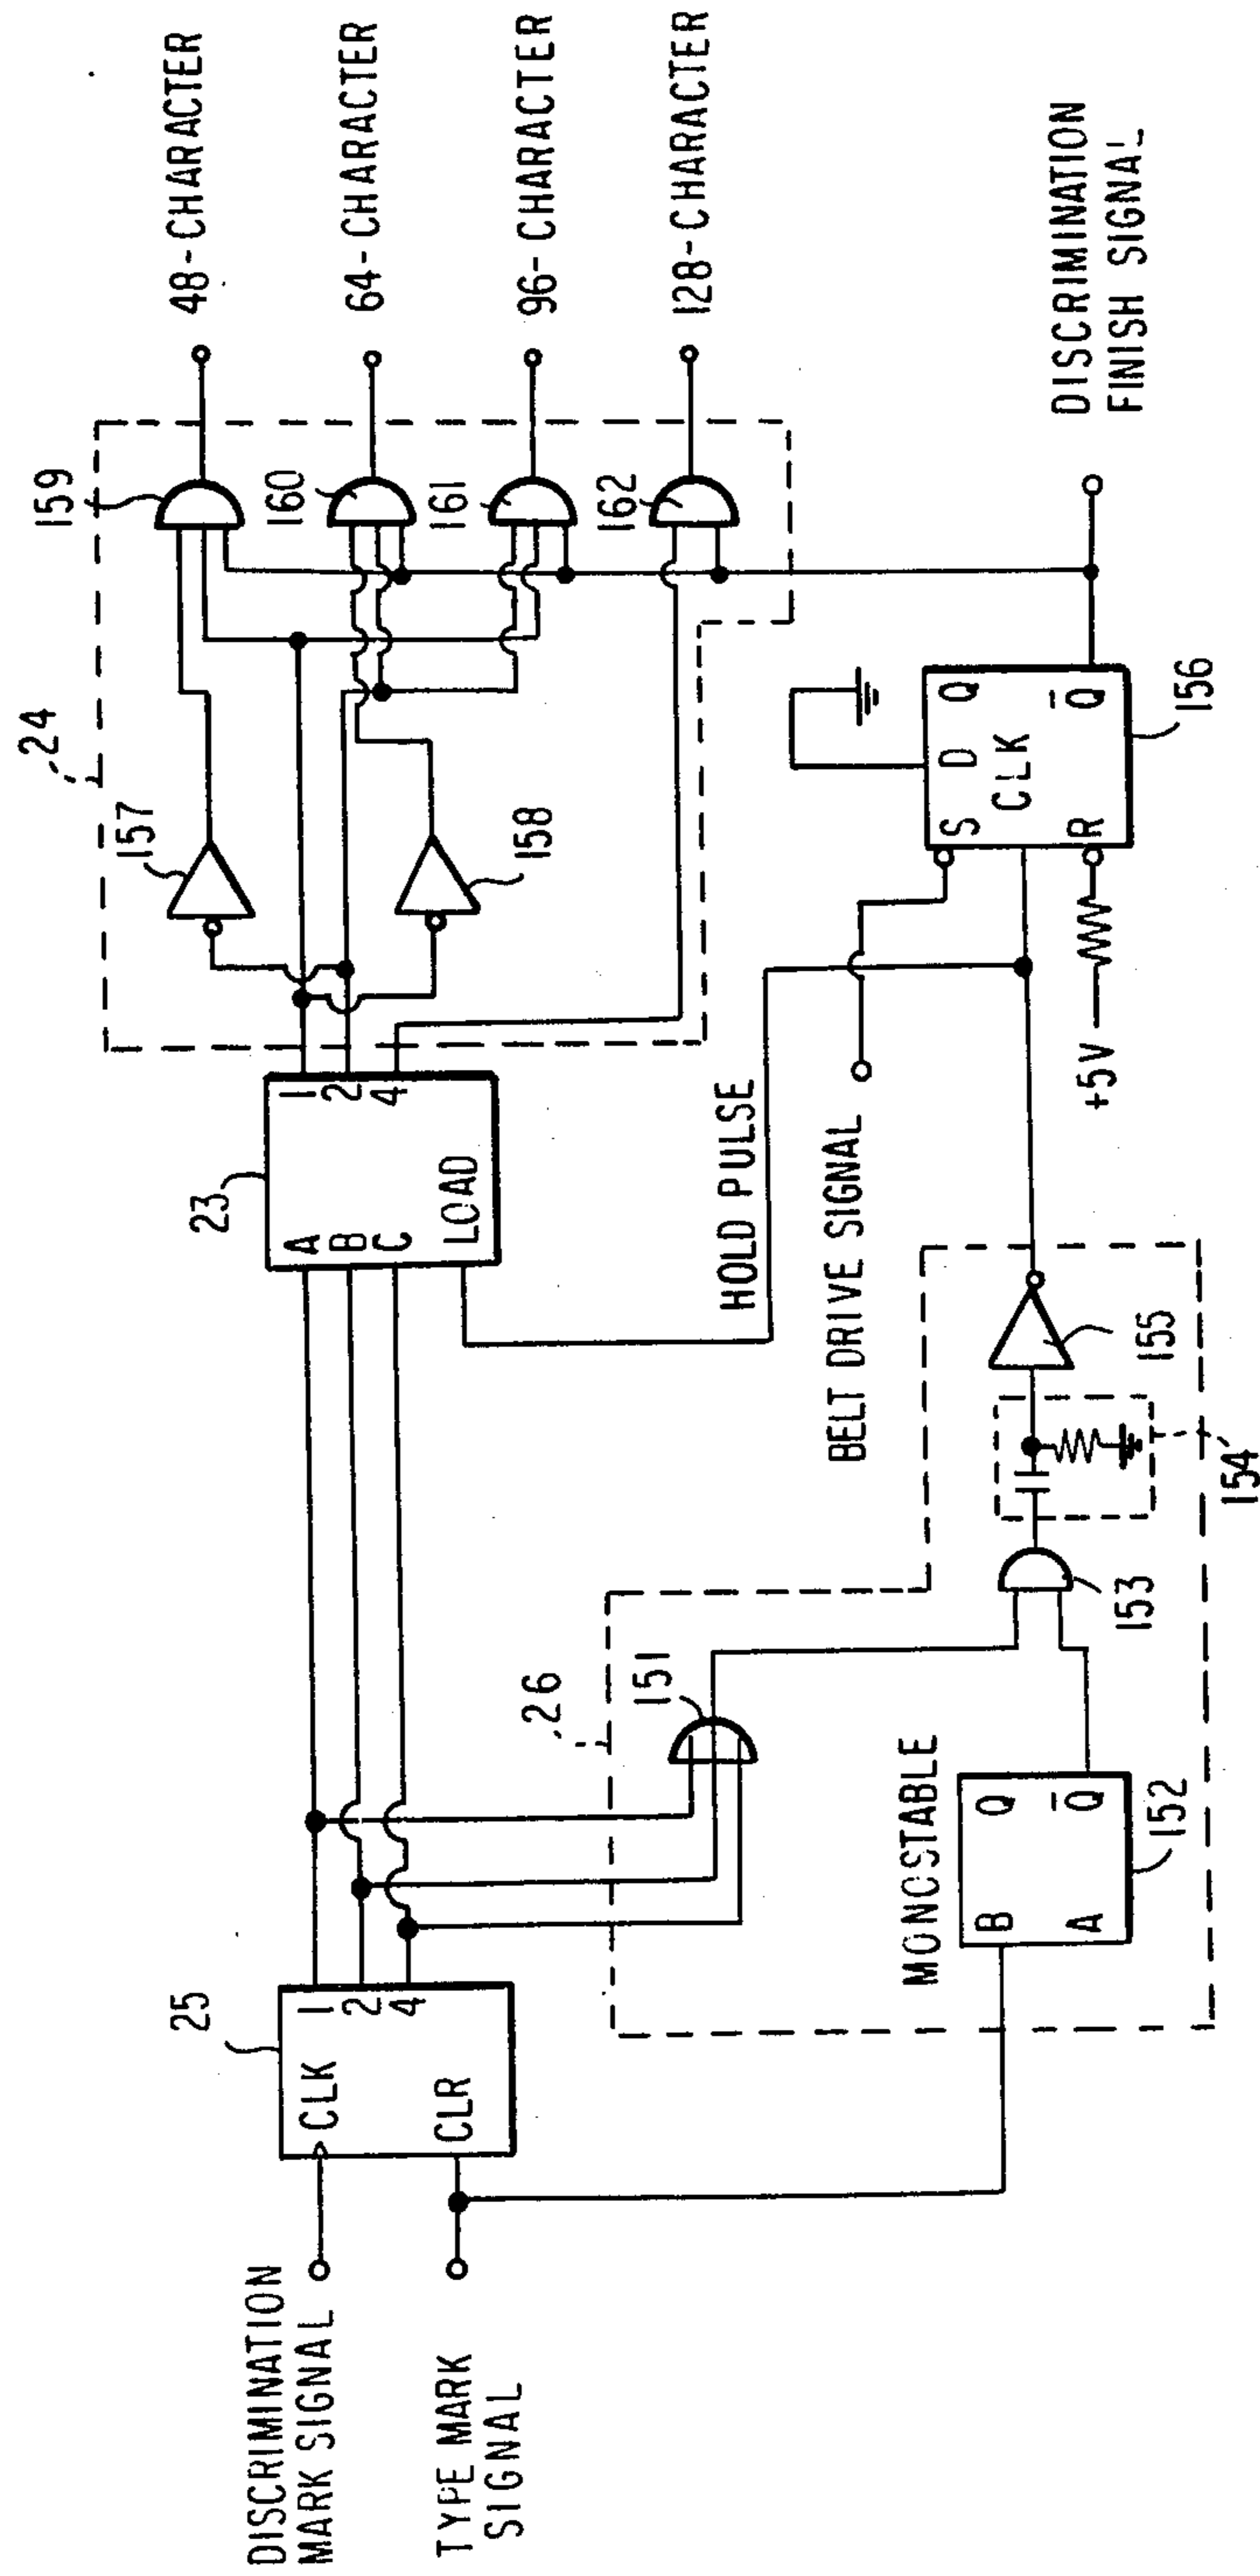 DISCRIMINATION
MARK SIGNAL
TYPE MARK
SIGNAL
25
CLK
CLR
1
2
4
26
151
MONOSTABLE
B
A
Q
Q̅
152
153
154
155
23
A
B
C
LOAD
1
2
4
HOLD PULSE
BELT DRIVE SIGNAL
+5V
S
D
Q
CLK
R
Q̅
156
24
157
158
159
160
161
162
48-CHARACTER
64-CHARACTER
96-CHARACTER
128-CHARACTER
DISCRIMINATION
FINISH SIGNAL